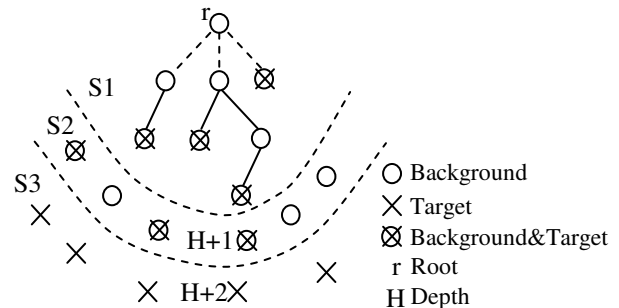 r
S1
S2
S3
H+1
H+2
Background
Target
Background&Target
r Root
H Depth